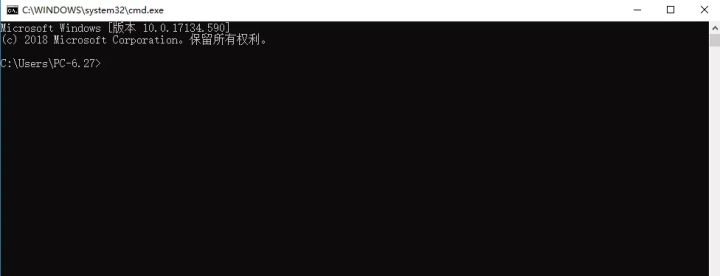 C:\WINDOWS\system32\cmd.exe
Microsoft Windows [版本 10.0.17134.590]
(c) 2018 Microsoft Corporation。保留所有权利。
C:\Users\PC-6.27>